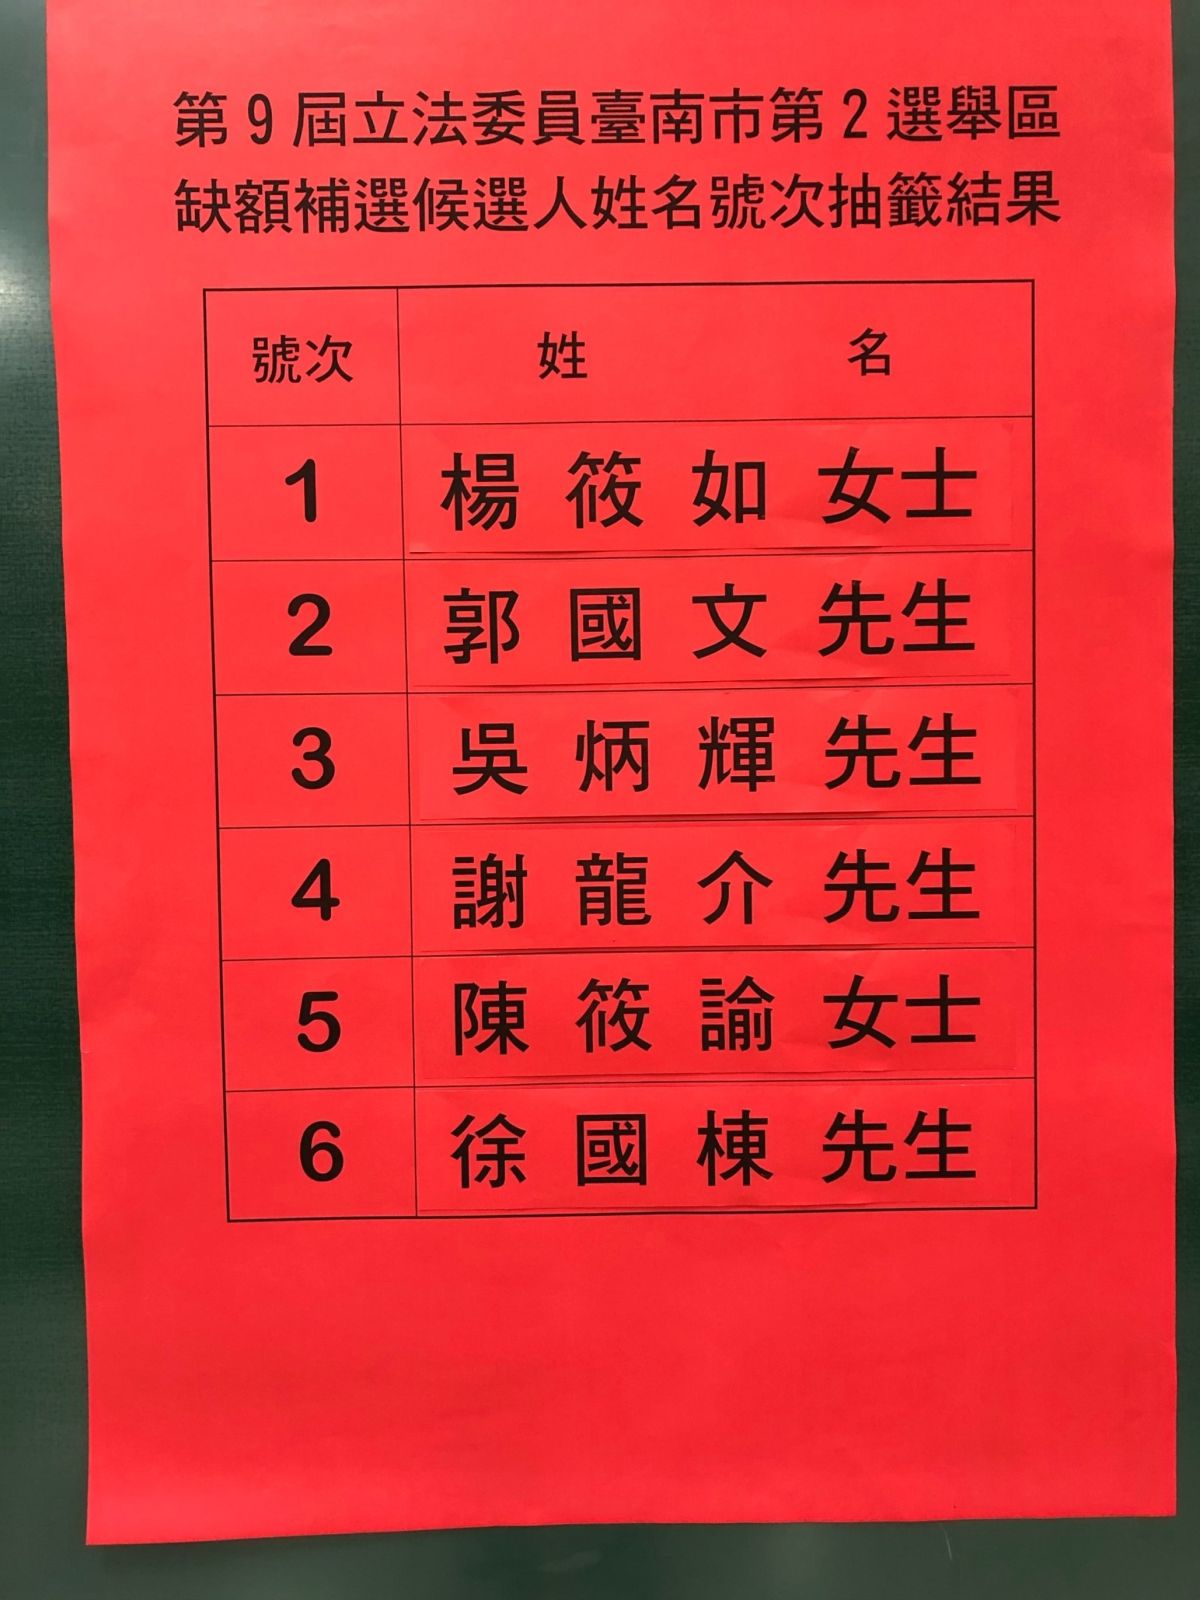 第9屆立法委員臺南市第2選舉區
缺額補選候選人姓名號次抽籤結果
號次 姓名
1 楊筱如女士
2 郭國文先生
3 吳炳輝先生
4 謝龍介先生
5 陳筱諭女士
6 徐國棟先生